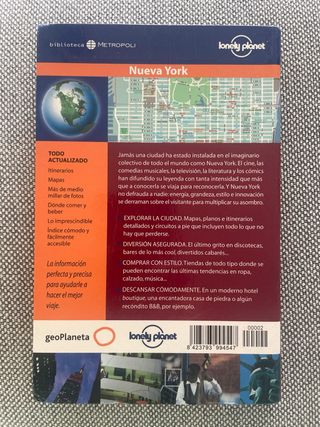 biblioteca METROPOLI
lonely planet
Nueva York
TODO
ACTUALIZADO
Itinerarios
Mapas
Más de medio
millar de fotos
Dónde comer y
beber
Lo imprescindible
Índice cómodo y
fácilmente
accesible
La información
perfecta y precisa
para ayudarle a
hacer el mejor
viaje.
Jamás una ciudad ha estado instalada en el imaginario
colectivo de todo el mundo como Nueva York. El cine, las
comedias musicales, la televisión, la literatura y los cómics
han difundido su leyenda con tanta intensidad que más
que a conocerla se viaja para reconocerla. Y Nueva York
no defrauda a nadie: energía, grandeza, estilo e innovación
se derraman sobre el visitante para multiplicar su asombro.
EXPLORAR LA CIUDAD. Mapas, planos e itinerarios
detallados y circuitos a pie que incluyen todo lo que no
hay que perderse.
DIVERSIÓN ASEGURADA. El último grito en discotecas,
bares de lo más cool, divertidos cabarés...
COMPRAR CON ESTILO. Tiendas de todo tipo donde se
pueden encontrar las últimas tendencias en ropa,
calzado, música...
DESCANSAR CÓMODAMENTE. En un moderno hotel
boutique, una encantadora casa de piedra o algún
recóndito B&B, por ejemplo.
geoPlaneta
lonely planet
00002
8 423793 994547